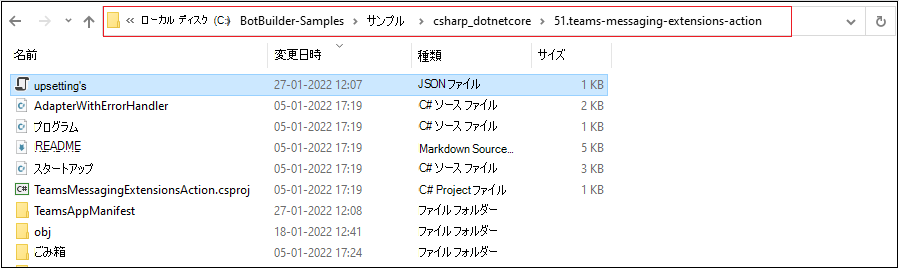 « ローカル ディスク (C:) BotBuilder-Samples サンプル csharp_dotnetcore 51.teams-messaging-extensions-action
名前 変更日時 種類 サイズ
upsetting's 27-01-2022 12:07 JSONファイル 1 KB
AdapterWithErrorHandler 05-01-2022 17:19 C# ソース ファイル 2 KB
プログラム 05-01-2022 17:19 C# ソース ファイル 1 KB
README 05-01-2022 17:19 Markdown Source... 5 KB
スタートアップ 05-01-2022 17:19 C# ソース ファイル 3 KB
TeamsMessagingExtensionsAction.csproj 05-01-2022 17:19 C# Projectファイル 1 KB
TeamsAppManifest 27-01-2022 12:08 ファイル フォルダー
obj 18-01-2022 12:41 ファイル フォルダー
ごみ箱 05-01-2022 17:24 ファイル フォルダー